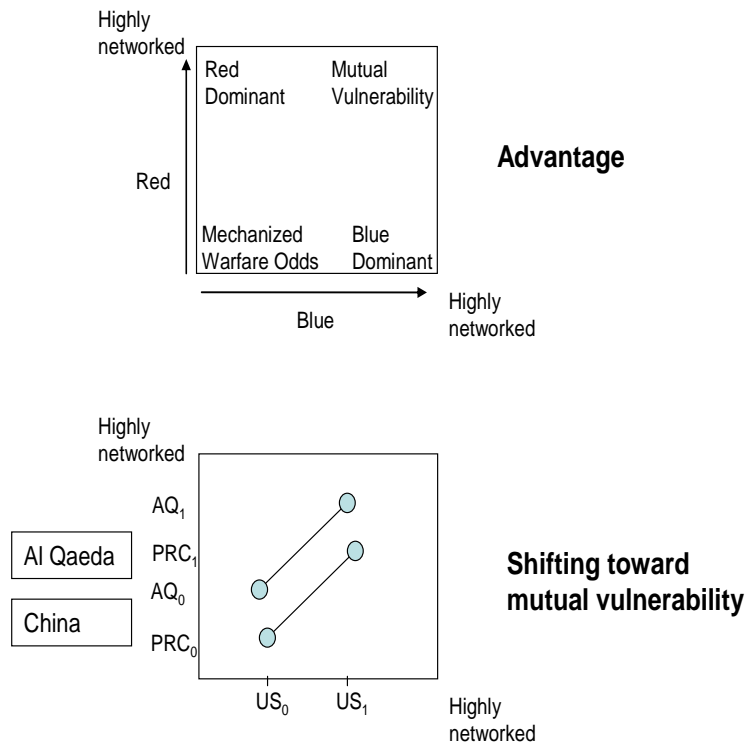 Highly
networked
Red
Dominant
Mutual
Vulnerability
Advantage
Red
Mechanized
Warfare Odds
Blue
Dominant
Highly
networked
Blue
Highly
networked
AQ₁
Al Qaeda
PRC₁
AQ₀
Shifting toward
mutual vulnerability
China
PRC₀
US₀
US₁
Highly
networked